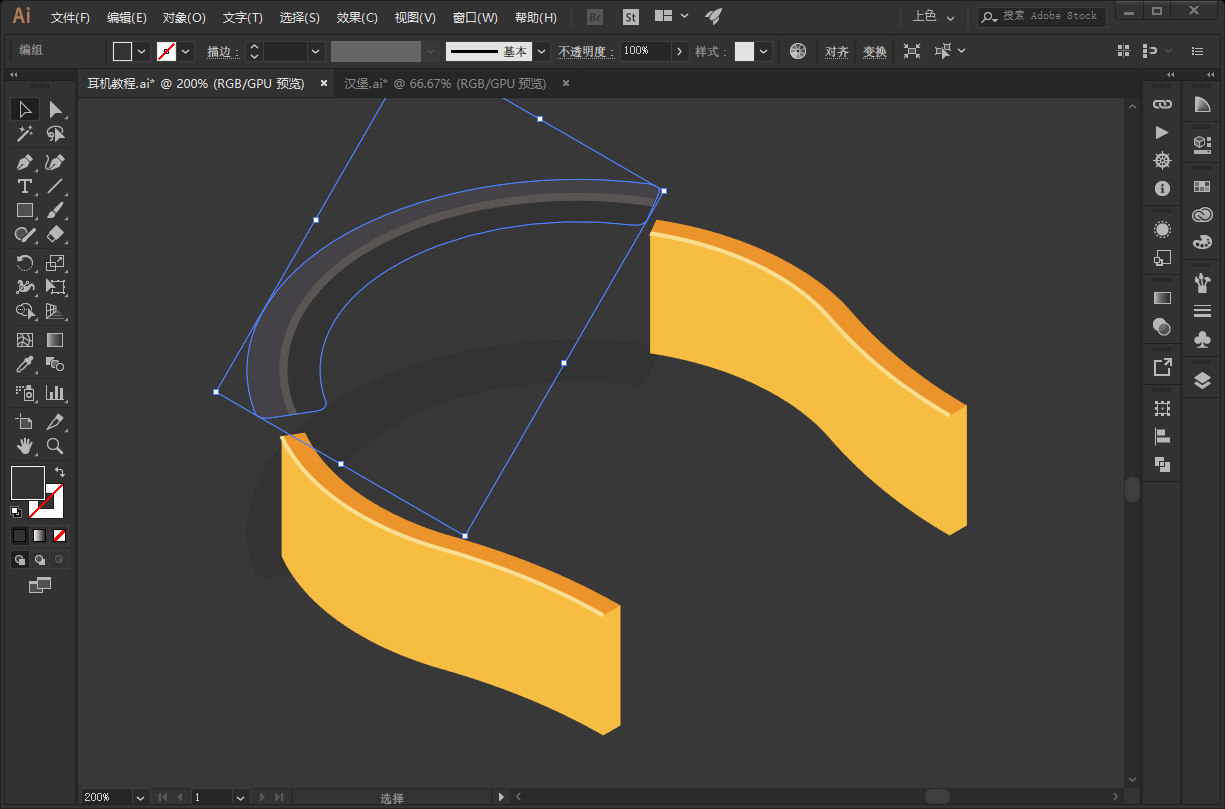 Ai 文件(F) 编辑(E) 对象(O) 文字(T) 选择(S) 效果(C) 视图(V) 窗口(W) 帮助(H) Br St 上色 搜索 Adobe Stock
编组 描边: 基本 不透明度: 100% 样式: 对齐 变换
耳机教程.ai* @ 200% (RGB/GPU 预览) × 汉堡.ai* @ 66.67% (RGB/GPU 预览) ×
200% 1 选择